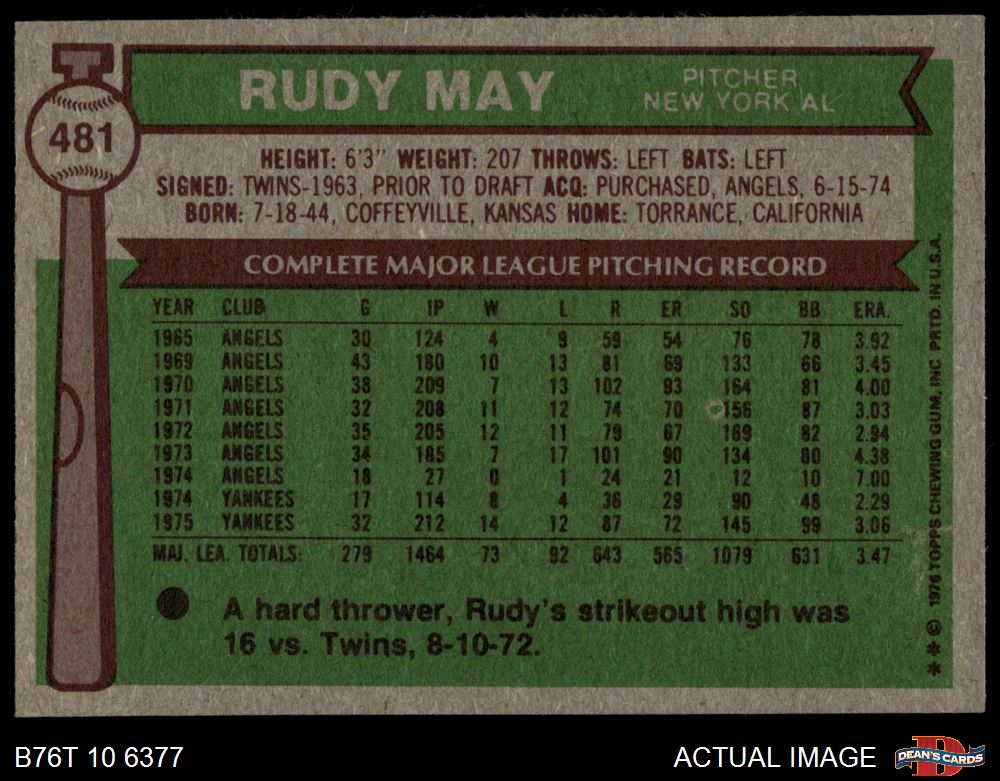 RUDY MAY
PITCHER
NEW YORK AL
481
HEIGHT: 6'3" WEIGHT: 207 THROWS: LEFT BATS: LEFT
SIGNED: TWINS-1963, PRIOR TO DRAFT ACQ: PURCHASED, ANGELS, 6-15-74
BORN: 7-18-44, COFFEYVILLE, KANSAS HOME: TORRANCE, CALIFORNIA
COMPLETE MAJOR LEAGUE PITCHING RECORD
YEAR CLUB G IP W L R ER SO BB ERA.
1965 ANGELS 30 124 4 9 59 54 76 78 3.92
1969 ANGELS 43 180 10 13 81 69 133 66 3.45
1970 ANGELS 38 209 7 13 102 93 164 81 4.00
1971 ANGELS 32 208 11 12 74 70 156 87 3.03
1972 ANGELS 35 205 12 11 79 67 169 82 2.94
1973 ANGELS 34 185 7 17 101 90 134 80 4.38
1974 ANGELS 18 27 0 1 24 21 12 10 7.00
1974 YANKEES 17 114 8 4 36 29 90 48 2.29
1975 YANKEES 32 212 14 12 87 72 145 99 3.06
MAJ. LEA. TOTALS: 279 1464 73 92 643 565 1079 631 3.47
A hard thrower, Rudy's strikeout high was
16 vs. Twins, 8-10-72.
* * © 1976 TOPPS CHEWING GUM, INC PRTD. IN U.S.A.
B76T 10 6377
ACTUAL IMAGE
D
DEAN'S CARDS